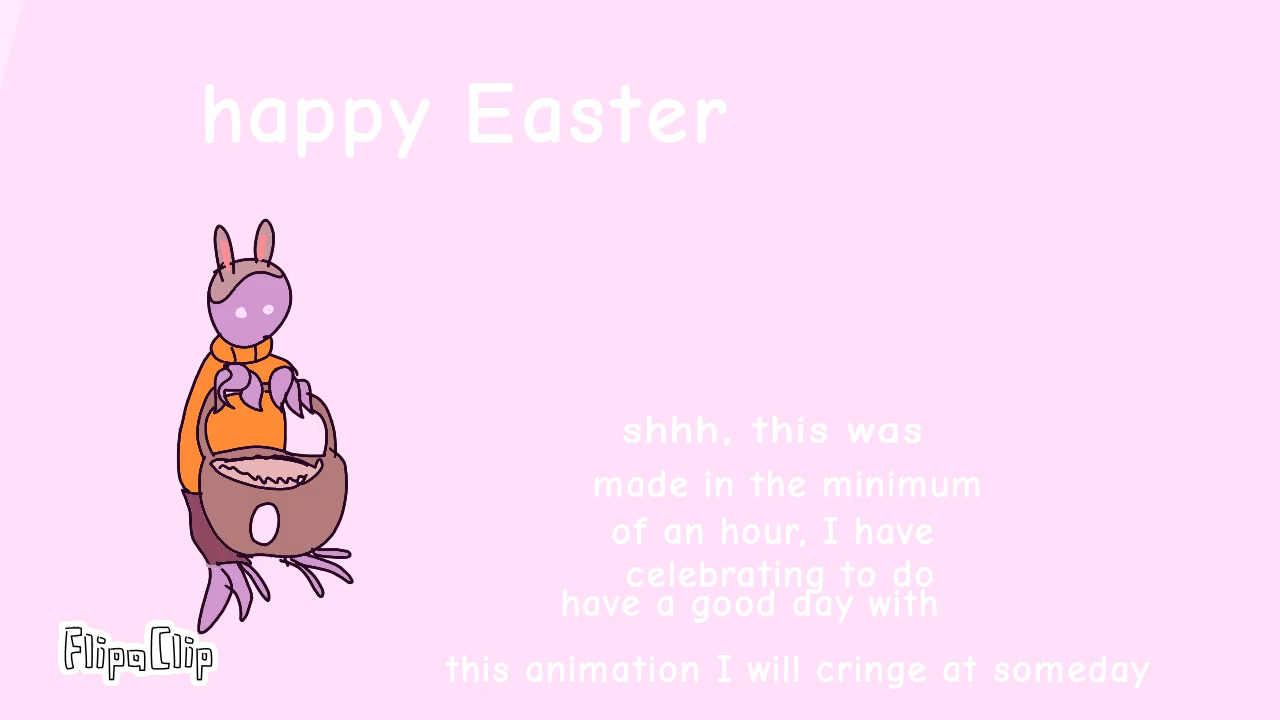 happy Easter
shhh, this was
made in the minimum
of an hour, I have
celebrating to do
have a good day with
this animation I will cringe at someday
FlipaClip